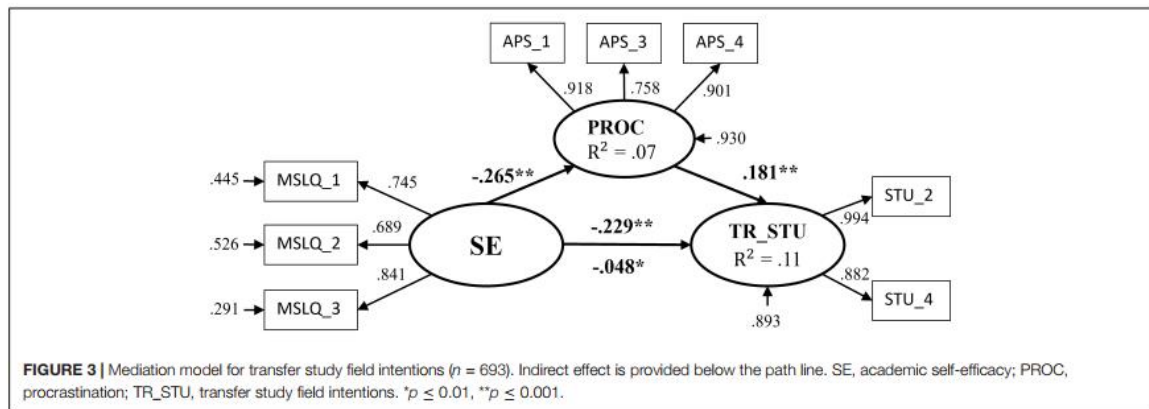 APS_1 APS_3 APS_4
.918 .758 .901
PROC
R² = .07
.930
-.265**
.181**
.445 MSLQ_1 .745
.526 MSLQ_2 .689
.291 MSLQ_3 .841
SE
-.229**
-.048*
TR_STU
R² = .11
.994 STU_2
.882 STU_4
.893
FIGURE 3 | Mediation model for transfer study field intentions (n = 693). Indirect effect is provided below the path line. SE, academic self-efficacy; PROC,
procrastination; TR_STU, transfer study field intentions. *p ≤ 0.01, **p ≤ 0.001.